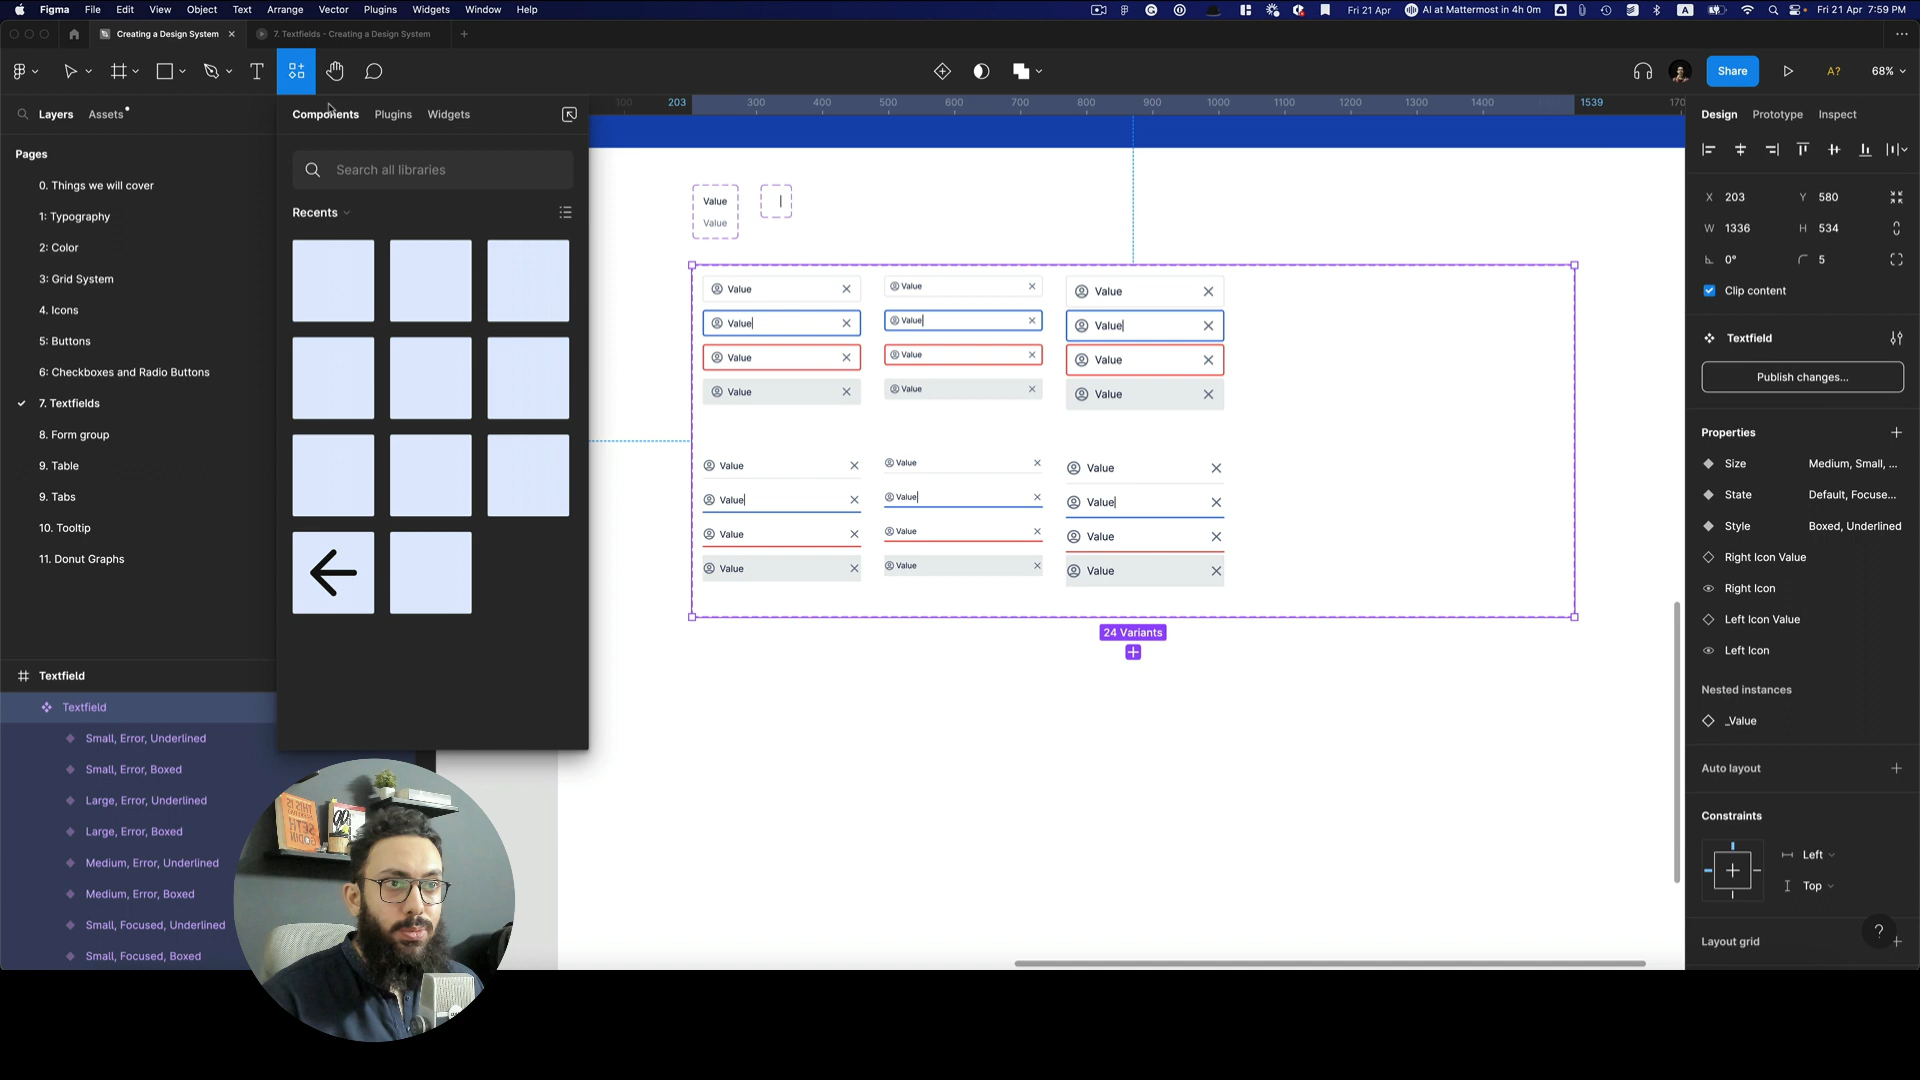 Figma File Edit View Object Text Arrange Vector Plugins Widgets Window Help
Fri 21 Apr AI at Mattermost in 4h 0m A Fri 21 Apr 7:59 PM
Creating a Design System
7. Textfields - Creating a Design System
Share A? 68%
Layers Assets
Pages
0. Things we will cover
1: Typography
2: Color
3: Grid System
4. Icons
5: Buttons
6: Checkboxes and Radio Buttons
7. Textfields
8. Form group
9. Table
9. Tabs
10. Tooltip
11. Donut Graphs
Textfield
Textfield
Small, Error, Underlined
Small, Error, Boxed
Large, Error, Underlined
Large, Error, Boxed
Medium, Error, Underlined
Medium, Error, Boxed
Small, Focused, Underlined
Small, Focused, Boxed
Components Plugins Widgets
Search all libraries
Recents
100 203 300 400 500 600 700 800 900 1000 1100 1200 1300 1400 1539 170
Value
Value
Value Value Value
Value Value Value
Value Value Value
Value Value Value
Value Value Value
Value Value Value
Value Value Value
Value Value Value
24 Variants
THIS IS
SETH
GODIN
Design Prototype Inspect
X 203 Y 580
W 1336 H 534
0° 5
Clip content
Textfield
Publish changes...
Properties
Size Medium, Small, ...
State Default, Focuse...
Style Boxed, Underlined
Right Icon Value
Right Icon
Left Icon Value
Left Icon
Nested instances
_Value
Auto layout
Constraints
Left
Top
Layout grid
?